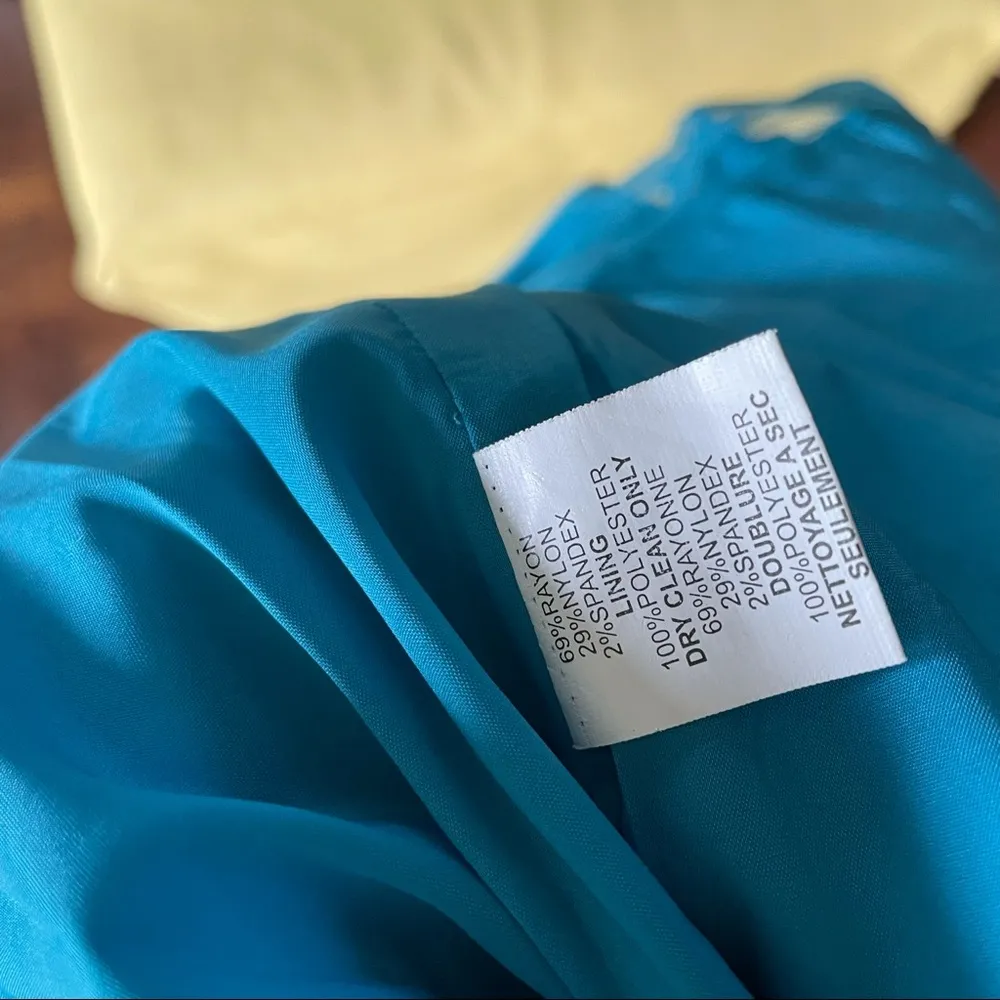 69%RAYON
29%NYLON
2%SPANDEX
LINING
100%POLYESTER
DRY CLEAN ONLY
69%RAYONNE
29%NYLON
2%SPANDEX
DOUBLURE
100%POLYESTER
NETTOYAGE A SEC
SEULEMENT